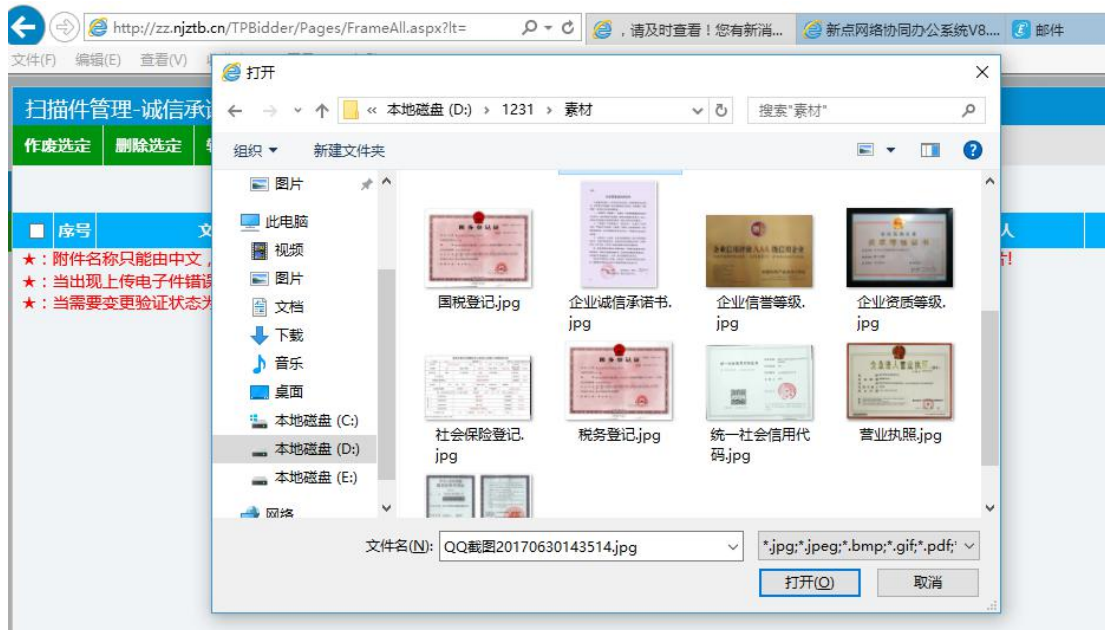 http://zz.njztb.cn/TPBidder/Pages/FrameAll.aspx?lt=
，请及时查看！您有新消...
新点网络协同办公系统V8....
邮件
文件(F) 编辑(E) 查看(V)
打开
扫描件管理-诚信承诺
« 本地磁盘 (D:) › 1231 › 素材
搜索"素材"
作废选定 删除选定
组织 新建文件夹
图片
此电脑
视频
图片
文档
下载
音乐
桌面
本地磁盘 (C:)
本地磁盘 (D:)
本地磁盘 (E:)
网络
序号 文 人
★：附件名称只能由中文，
★：当出现上传电子件错误
★：当需要变更验证状态为
国税登记.jpg
企业诚信承诺书.
jpg
企业信誉等级.
jpg
企业资质等级.
jpg
社会保险登记.
jpg
税务登记.jpg
统一社会信用代
码.jpg
营业执照.jpg
文件名(N): QQ截图20170630143514.jpg
*.jpg;*.jpeg;*.bmp;*.gif;*.pdf;*
打开(O) 取消